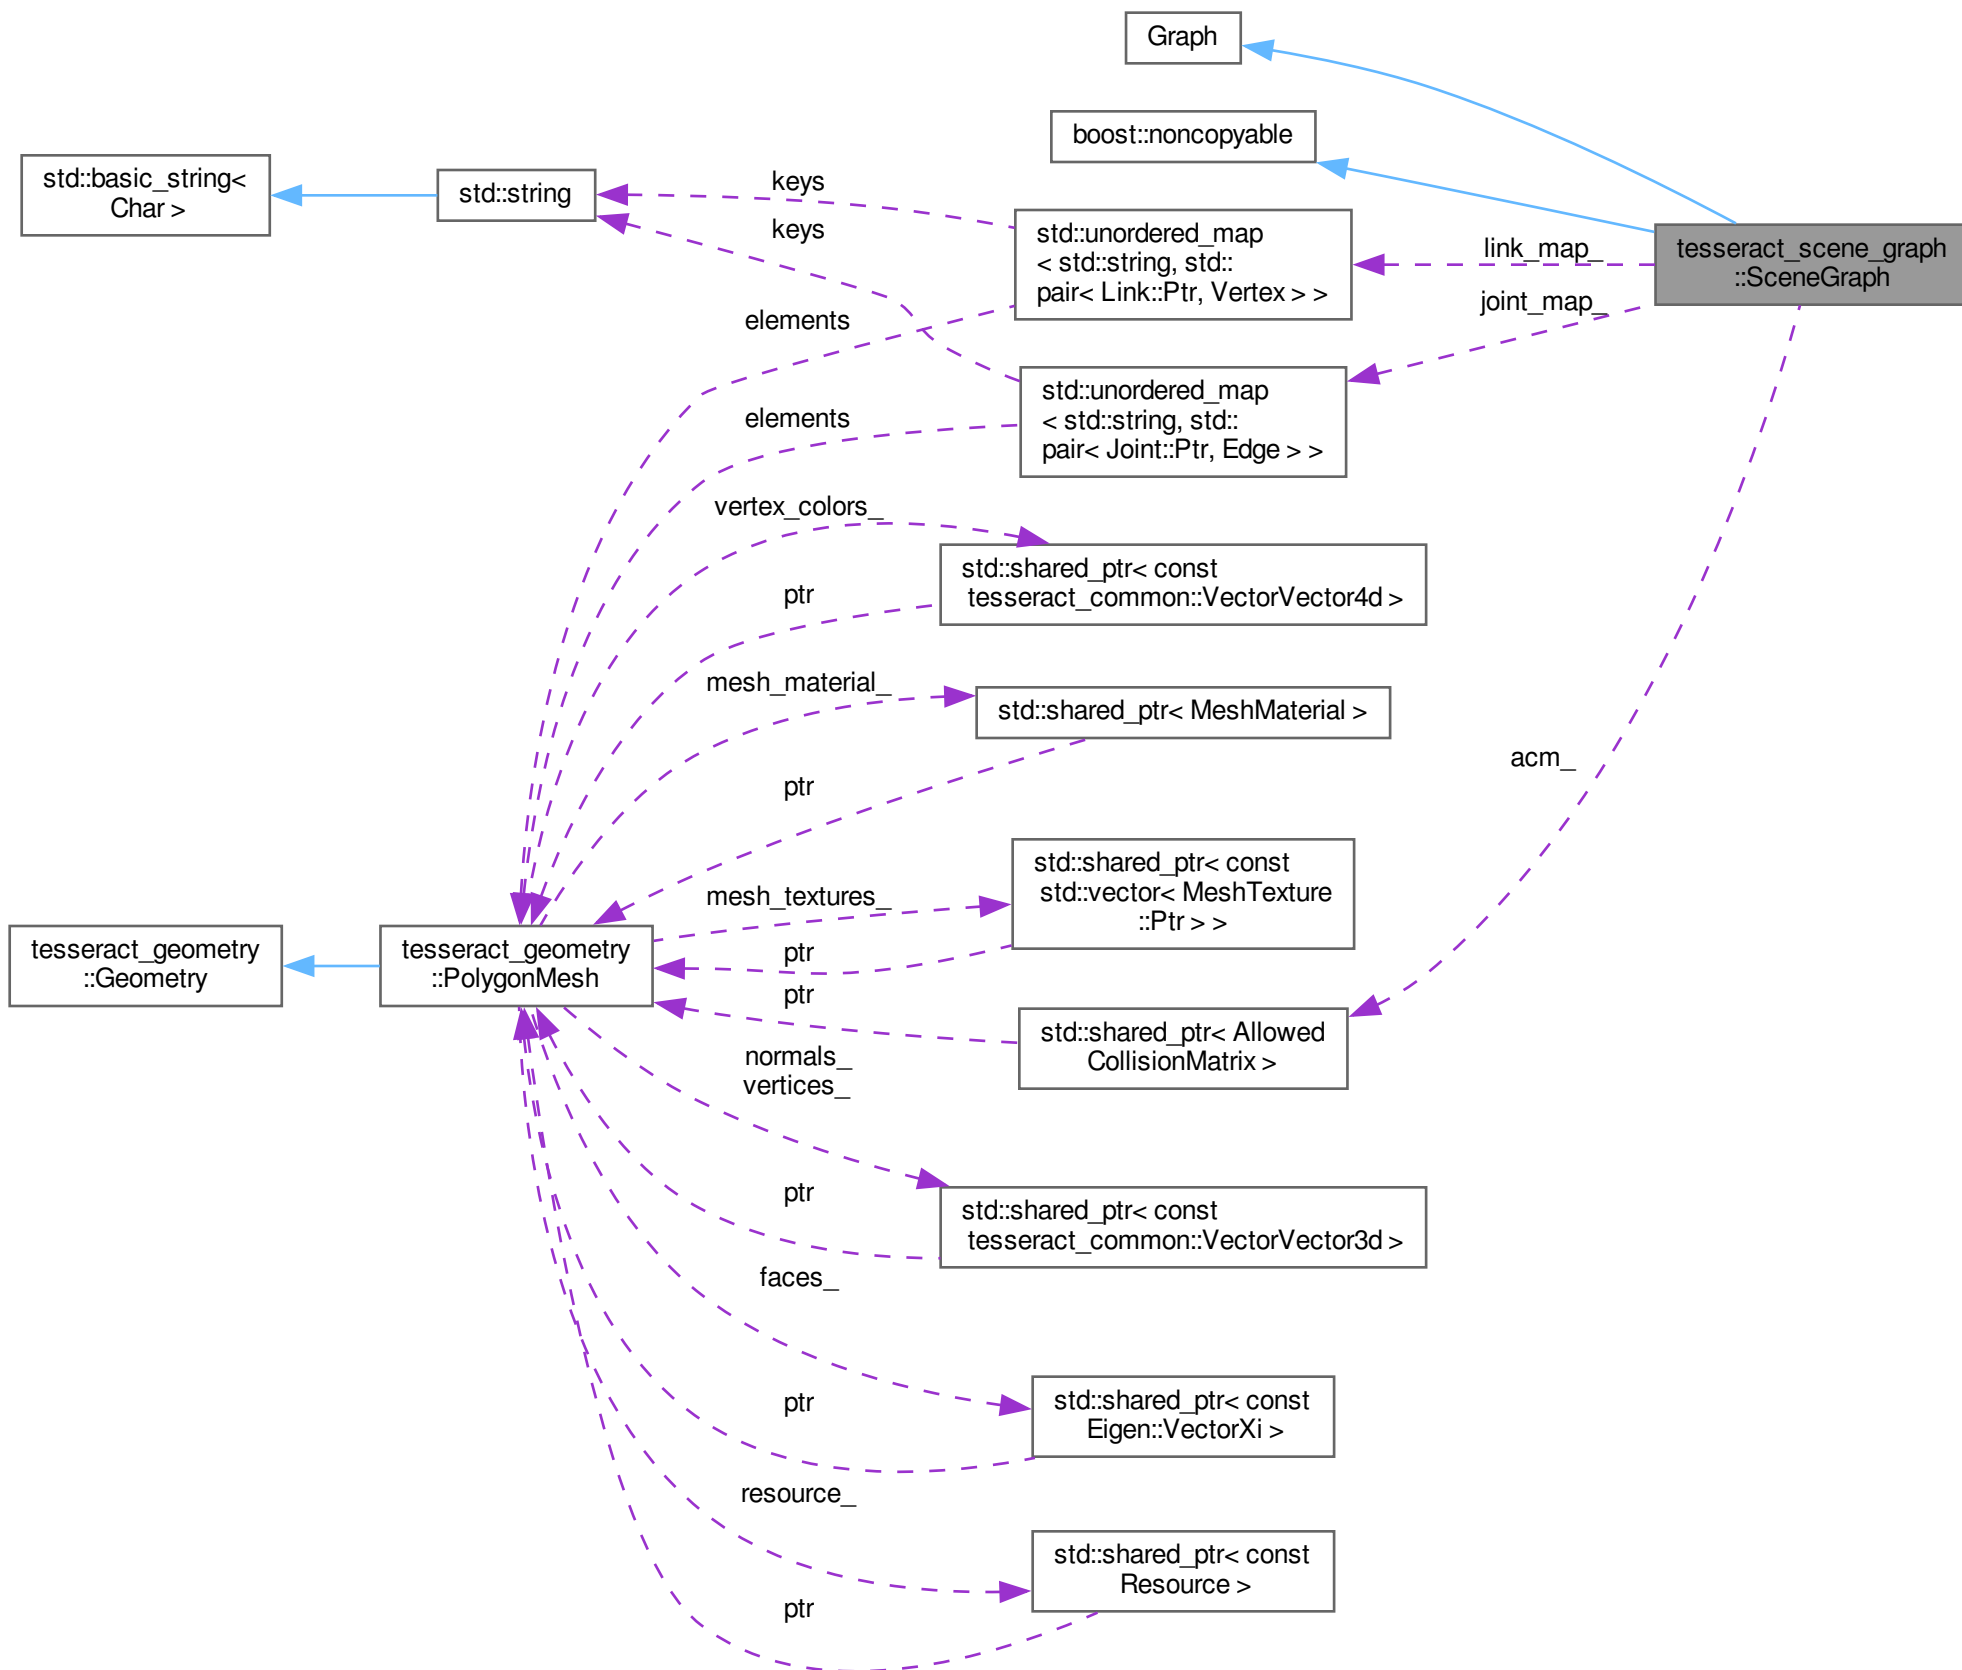 Graph
boost::noncopyable
std::basic_string<
Char >
std::string
keys
keys
std::unordered_map
< std::string, std::
pair< Link::Ptr, Vertex > >
link_map_
joint_map_
tesseract_scene_graph
::SceneGraph
elements
elements
std::unordered_map
< std::string, std::
pair< Joint::Ptr, Edge > >
vertex_colors_
std::shared_ptr< const
tesseract_common::VectorVector4d >
ptr
mesh_material_
std::shared_ptr< MeshMaterial >
ptr
acm_
mesh_textures_
std::shared_ptr< const
std::vector< MeshTexture
::Ptr > >
ptr
tesseract_geometry
::Geometry
tesseract_geometry
::PolygonMesh
ptr
std::shared_ptr< Allowed
CollisionMatrix >
normals_
vertices_
ptr
std::shared_ptr< const
tesseract_common::VectorVector3d >
faces_
std::shared_ptr< const
Eigen::VectorXi >
ptr
resource_
std::shared_ptr< const
Resource >
ptr